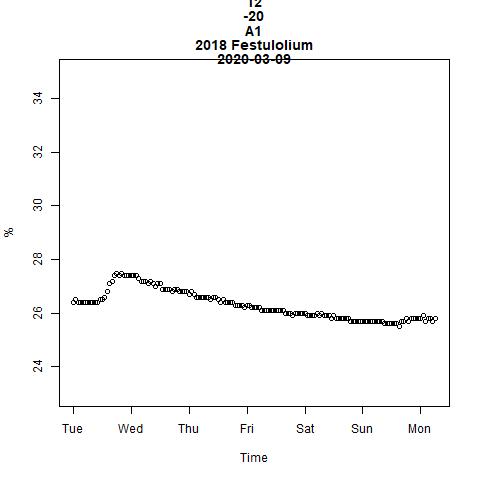 T2
-20
A1
2018 Festulolium
2020-03-09
34
32
30
28
26
24
%
Tue Wed Thu Fri Sat Sun Mon
Time